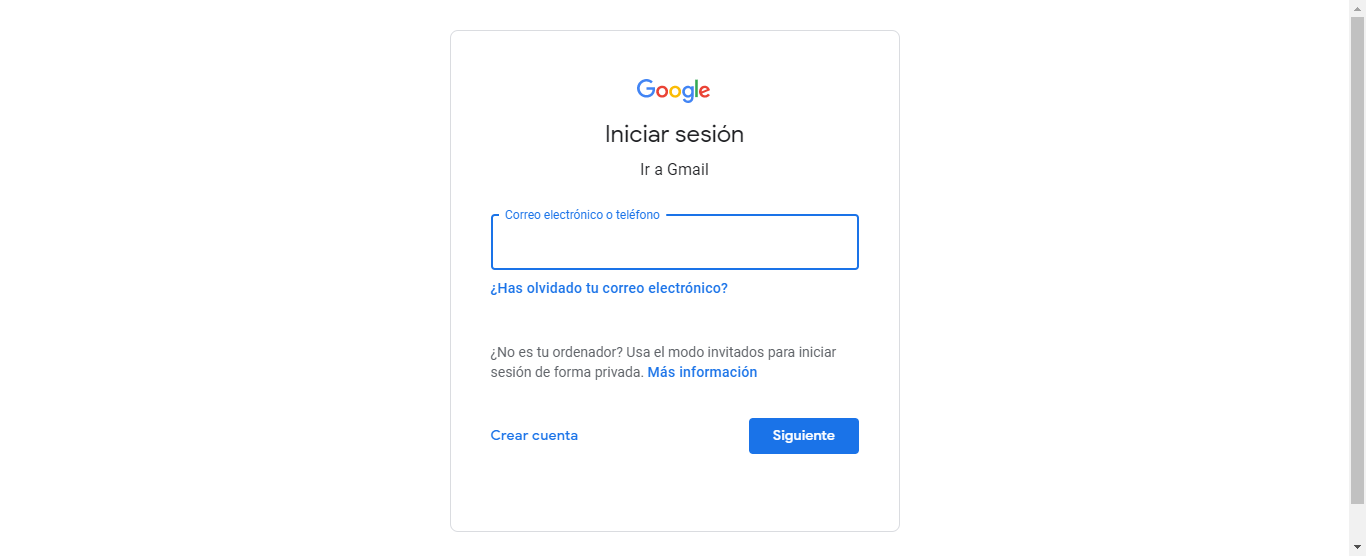 Google
Iniciar sesión
Ir a Gmail
Correo electrónico o teléfono
¿Has olvidado tu correo electrónico?
¿No es tu ordenador? Usa el modo invitados para iniciar
sesión de forma privada. Más información
Crear cuenta
Siguiente